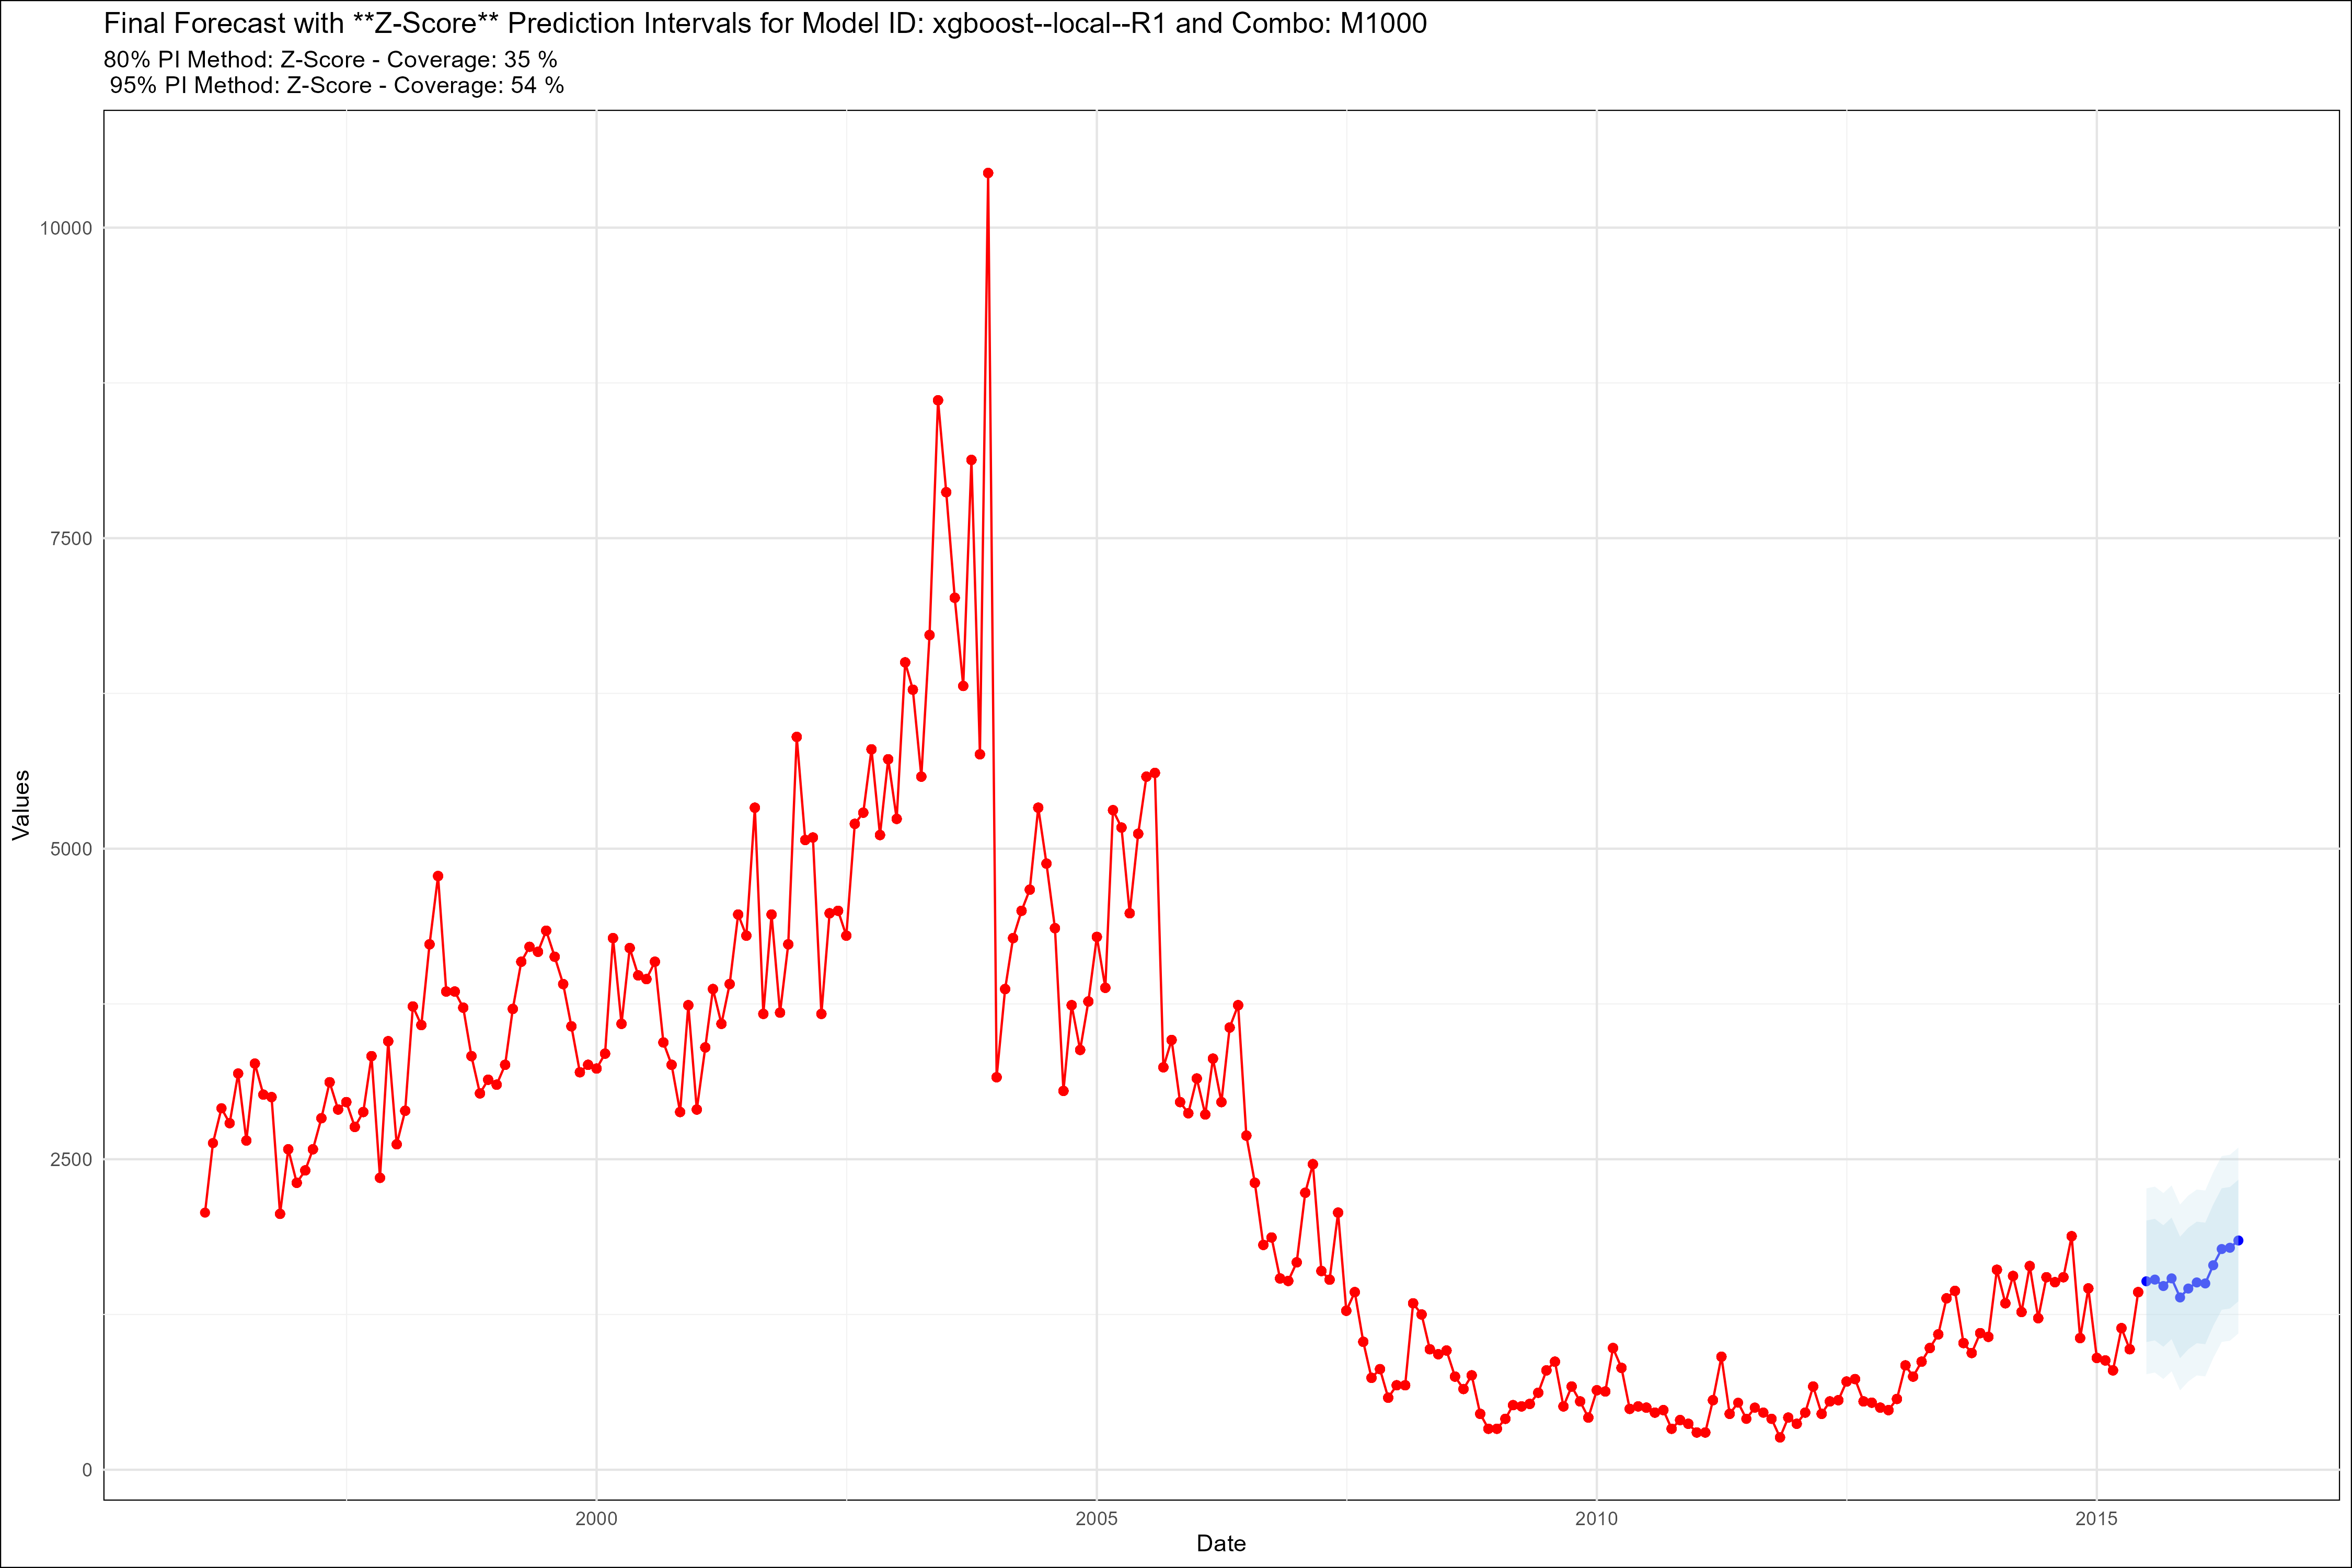 Final Forecast with **Z-Score** Prediction Intervals for Model ID: xgboost--local--R1 and Combo: M1000
80% PI Method: Z-Score - Coverage: 35 %
95% PI Method: Z-Score - Coverage: 54 %
10000
7500
5000
2500
0
Values
2000
2005
2010
2015
Date